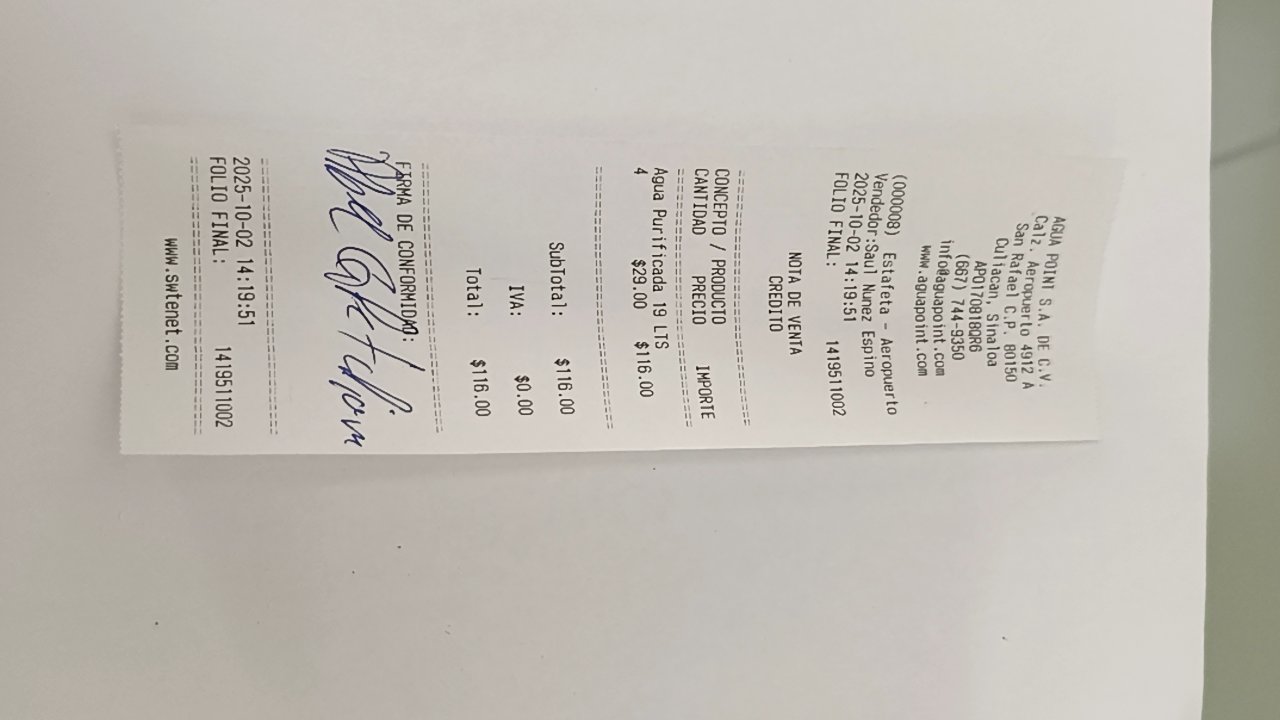 AGUA POINT S.A. DE C.V.
Calz. Aeropuerto 4912 A
San Rafael C.P. 80150
Culiacan, Sinaloa
APO170818QR6
(667) 744-9350
info@aguapoint.com
www.aguapoint.com
(000008) Estafeta - Aeropuerto
Vendedor:Saul Nunez Espino
2025-10-02 14:19:51
FOLIO FINAL: 1419511002
NOTA DE VENTA
CREDITO
CONCEPTO / PRODUCTO
CANTIDAD PRECIO IMPORTE
Agua Purificada 19 LTS
4 $29.00 $116.00
SubTotal: $116.00
IVA: $0.00
Total: $116.00
FIRMA DE CONFORMIDAD:
2025-10-02 14:19:51
FOLIO FINAL: 1419511002
www.swtenet.com